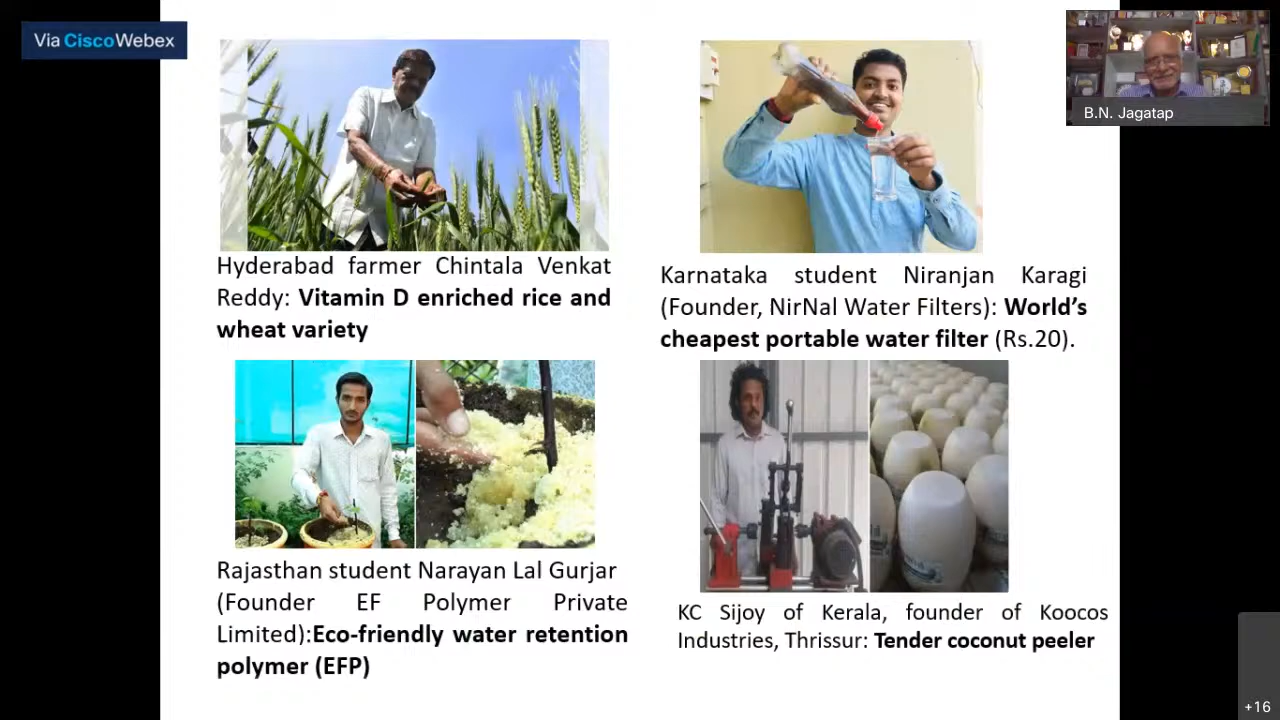 Via CiscoWebex
B.N. Jagatap
Hyderabad farmer Chintala Venkat
Reddy: Vitamin D enriched rice and
wheat variety
Karnataka student Niranjan Karagi
(Founder, NirNal Water Filters): World's
cheapest portable water filter (Rs.20).
Rajasthan student Narayan Lal Gurjar
(Founder EF Polymer Private
Limited):Eco-friendly water retention
polymer (EFP)
KC Sijoy of Kerala, founder of Koocos
Industries, Thrissur: Tender coconut peeler
+16